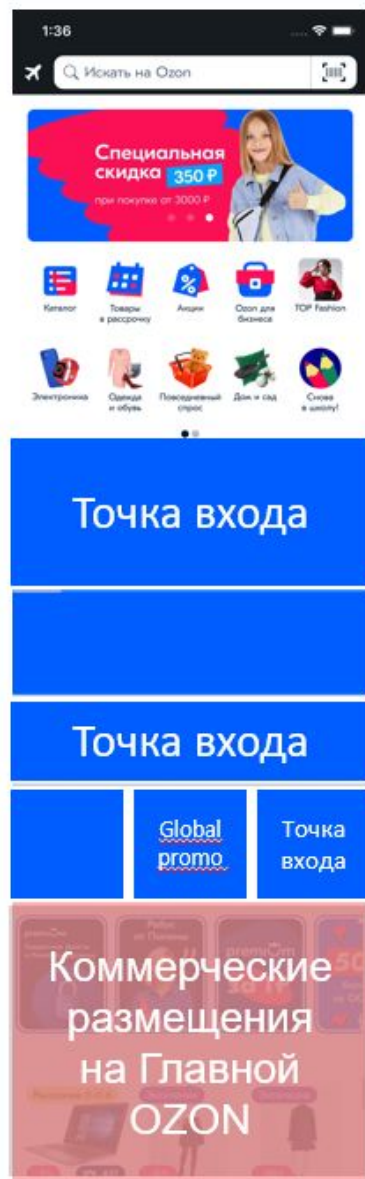 1:36
Искать на Ozon
Специальная
скидка 350 ₽
при покупке от 3000 ₽
Каталог
Товары
в рассрочку
Акции
Ozon для
бизнеса
TOP Fashion
Электроника
Одежда
и обувь
Повседневный
спрос
Дом и сад
Снова
в школу!
Точка входа
Точка входа
Global
promo
Точка
входа
Коммерческие
размещения
на Главной
OZON